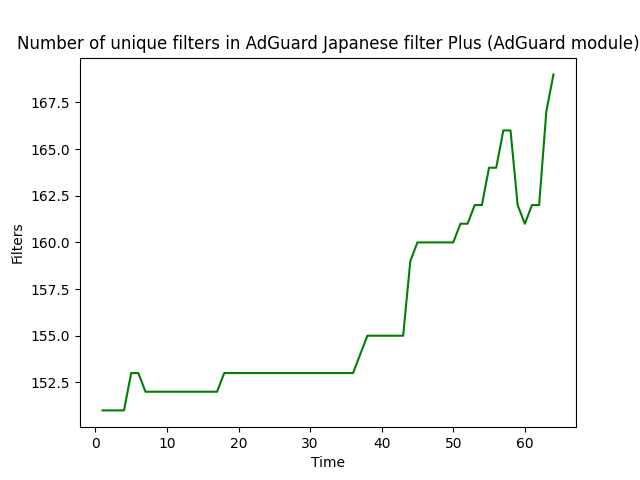 Number of unique filters in AdGuard Japanese filter Plus (AdGuard module)
167.5
165.0
162.5
160.0
157.5
155.0
152.5
Filters
0 10 20 30 40 50 60
Time